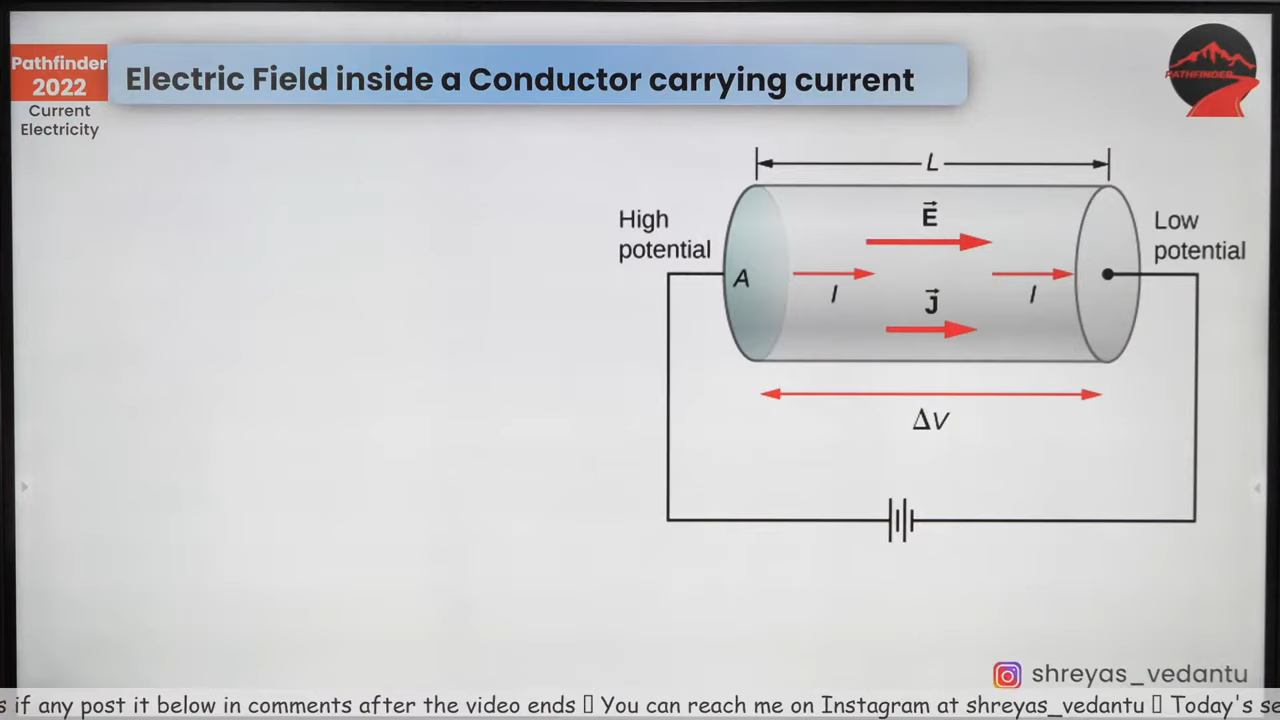 Pathfinder
2022
Current
Electricity
Electric Field inside a Conductor carrying current
PATHFINDER
L
High
potential
Low
potential
E
A
I
I
J
ΔV
shreyas_vedantu
s if any post it below in comments after the video ends ▯ You can reach me on Instagram at shreyas_vedantu ▯ Today's se